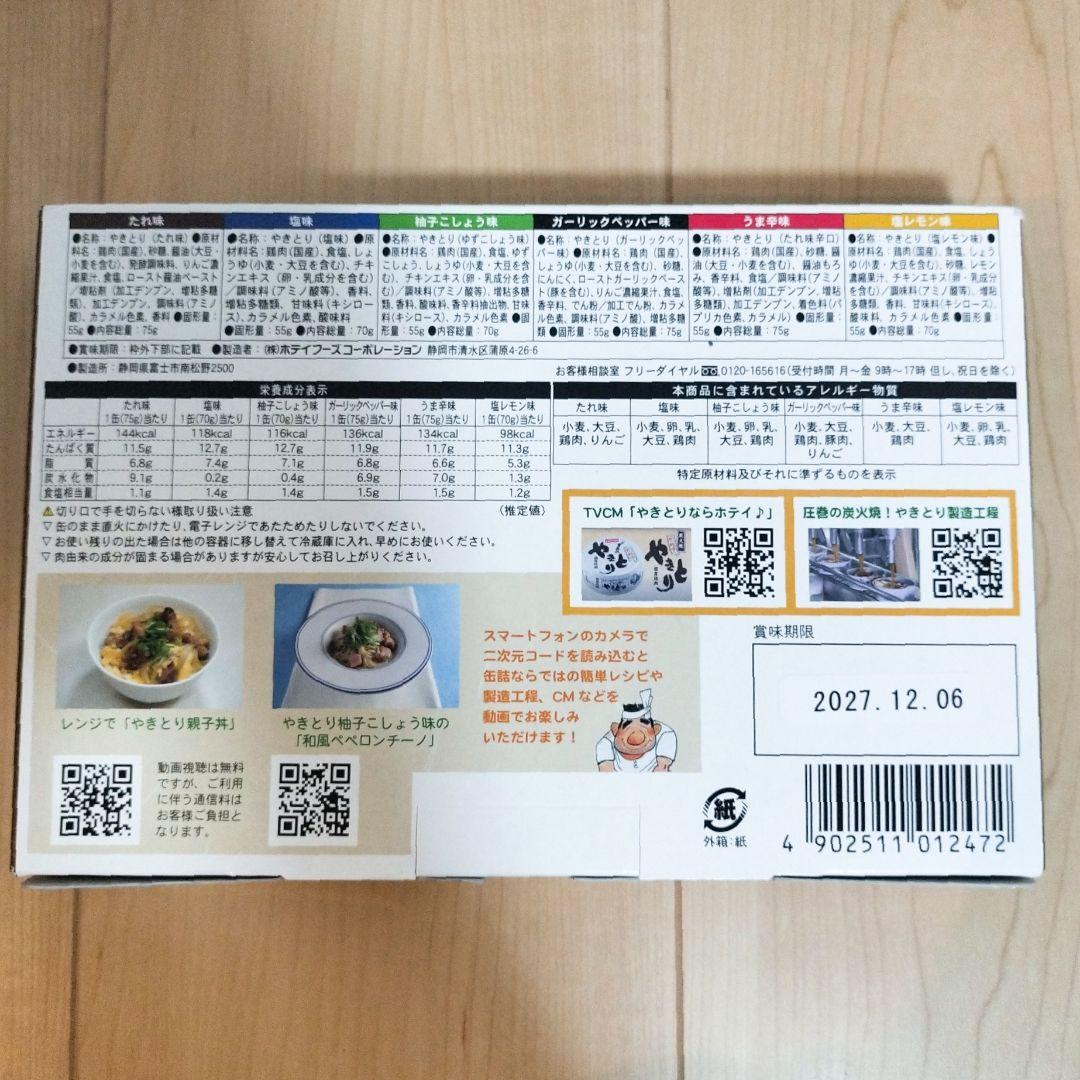 たれ味
●名称：やきとり（たれ味）●原材
料名：鶏肉(国産)、砂糖、醤油(大豆・
小麦を含む)、発酵調味料、りんご濃
縮果汁、食塩、ロースト醤油ペースト
／増粘剤（加工デンプン、増粘多糖
類)、加工デンプン、調味料(アミノ
酸)、カラメル色素、香料 ●固形量：
55g ●内容総量：75g
塩味
●名称：やきとり（塩味）●原
材料名：鶏肉(国産)、食塩、しょ
うゆ(小麦・大豆を含む)、チキ
ンエキス（卵・乳成分を含む）
／調味料（アミノ酸等）、香料、
増粘多糖類、甘味料(キシロー
ス)、カラメル色素、酸味料
●固形量：55g ●内容総量：70g
柚子こしょう味
●名称：やきとり(ゆずこしょう味)
●原材料名：鶏肉(国産)、食塩、ゆず
こしょう、しょうゆ(小麦・大豆を含
む)、チキンエキス(卵・乳成分を含
む)／調味料(アミノ酸等)、増粘多糖
類、香料、酸味料、香辛料抽出物、甘味
料(キシロース)、カラメル色素 ●固
形量：55g ●内容総量：70g
ガーリックペッパー味
●名称：やきとり（ガーリックペッ
パー味）●原材料名：鶏肉（国産）、
しょうゆ(小麦・大豆を含む)、砂糖、
にんにく、ローストガーリックペース
ト(豚を含む)、りんご濃縮果汁、食塩、
香辛料、でん粉／加工でん粉、カラメ
ル色素、調味料(アミノ酸)、増粘多糖
類 ●固形量：55g ●内容総量：75g
うま辛味
●名称：やきとり（たれ味辛口）
●原材料名：鶏肉(国産)、砂糖、醤
油（大豆・小麦を含む）、醤油もろ
み、香辛料、食塩／調味料(アミノ
酸等)、増粘剤(加工デンプン、増粘
多糖類)、加工デンプン、着色料(パ
プリカ色素、カラメル) ●固形量：
55g ●内容総量：75g
塩レモン味
●名称：やきとり（塩レモン味）●
原材料名：鶏肉（国産）、食塩、しょう
ゆ(小麦・大豆を含む)、砂糖、レモン
濃縮果汁、チキンエキス(卵・乳成分
を含む）／調味料（アミノ酸等）、増粘
多糖類、香料、甘味料(キシロース)、
酸味料、カラメル色素 ●固形量：
55g ●内容総量：70g
●賞味期限：枠外下部に記載 ●製造者：(株)ホテイフーズコーポレーション 静岡市清水区蒲原4-26-6
●製造所：静岡県富士市南松野2500
お客様相談室 フリーダイヤル 0120-165616(受付時間 月〜金 9時〜17時 但し、祝日を除く)
栄養成分表示
たれ味 塩味 柚子こしょう味 ガーリックペッパー味 うま辛味 塩レモン味
1缶(75g)当たり 1缶(70g)当たり 1缶(70g)当たり 1缶(75g)当たり 1缶(75g)当たり 1缶(70g)当たり
エネルギー 144kcal 118kcal 116kcal 136kcal 134kcal 98kcal
たんぱく質 11.5g 12.7g 12.7g 11.9g 11.7g 11.3g
脂質 6.8g 7.4g 7.1g 6.8g 6.6g 5.3g
炭水化物 9.1g 0.2g 0.4g 6.9g 7.0g 1.3g
食塩相当量 1.1g 1.4g 1.4g 1.5g 1.5g 1.2g
（推定値）
本商品に含まれているアレルギー物質
たれ味 塩味 柚子こしょう味 ガーリックペッパー味 うま辛味 塩レモン味
小麦、大豆、 小麦、卵、乳、 小麦、卵、乳、 小麦、大豆、 小麦、大豆、 小麦、卵、乳、
鶏肉、りんご 大豆、鶏肉 大豆、鶏肉 鶏肉、豚肉、 鶏肉 大豆、鶏肉
りんご
特定原材料及びそれに準ずるものを表示
⚠切り口で手を切らない様取り扱い注意
▽缶のまま直火にかけたり、電子レンジであたためたりしないでください。
▽お使い残りの出た場合は他の容器に移し替えて冷蔵庫に入れ、早めにお使いください。
▽肉由来の成分が固まる場合がありますが安心してお召し上がりください。
TVCM「やきとりならホテイ♪」
やきとり
やきとり
圧巻の炭火焼！やきとり製造工程
レンジで「やきとり親子丼」
やきとり柚子こしょう味の
「和風ペペロンチーノ」
スマートフォンのカメラで
二次元コードを読み込むと
缶詰ならではの簡単レシピや
製造工程、CMなどを
動画でお楽しみ
いただけます！
動画視聴は無料
ですが、ご利用
に伴う通信料は
お客様ご負担と
なります。
賞味期限
2027.12.06
紙
外箱：紙
4 902511 012472